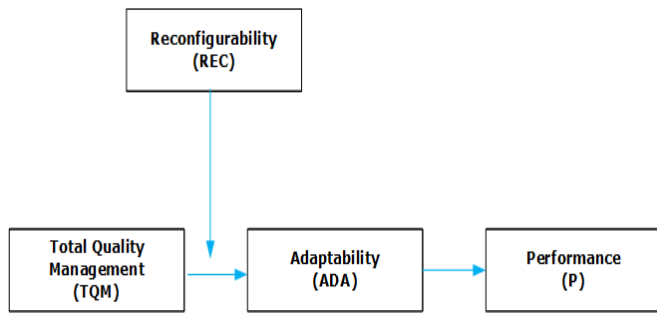 Reconfigurability
(REC)
Total Quality
Management
(TQM)
Adaptability
(ADA)
Performance
(P)